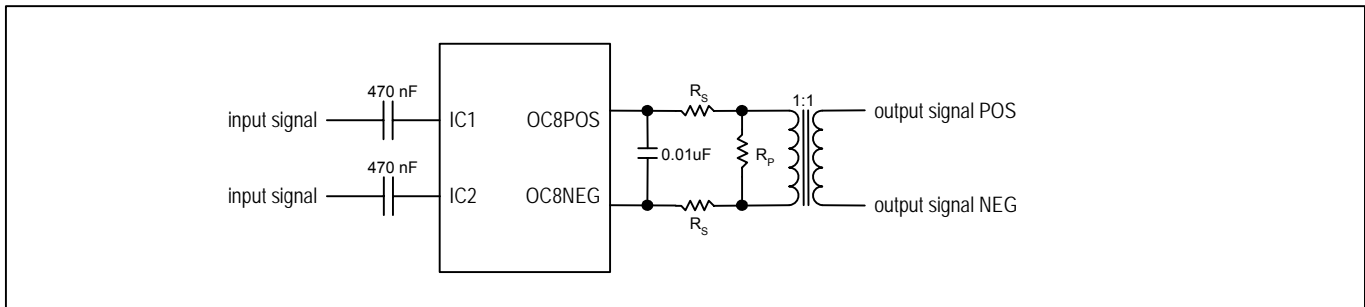 470 nF
input signal
IC1
470 nF
input signal
IC2
OC8POS
OC8NEG
0.01uF
R_S
R_S
R_P
1:1
output signal POS
output signal NEG